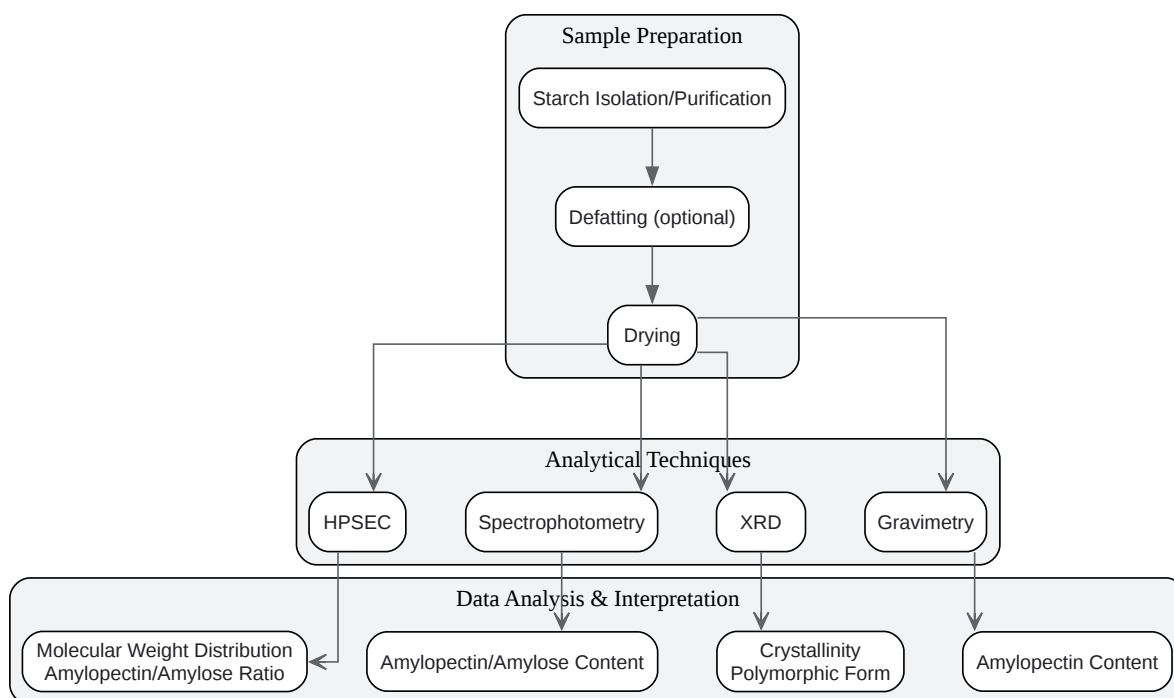 Sample Preparation
Starch Isolation/Purification
Defatting (optional)
Drying
Analytical Techniques
HPSEC
Spectrophotometry
XRD
Gravimetry
Data Analysis & Interpretation
Molecular Weight Distribution
Amylopectin/Amylose Ratio
Amylopectin/Amylose Content
Crystallinity
Polymorphic Form
Amylopectin Content